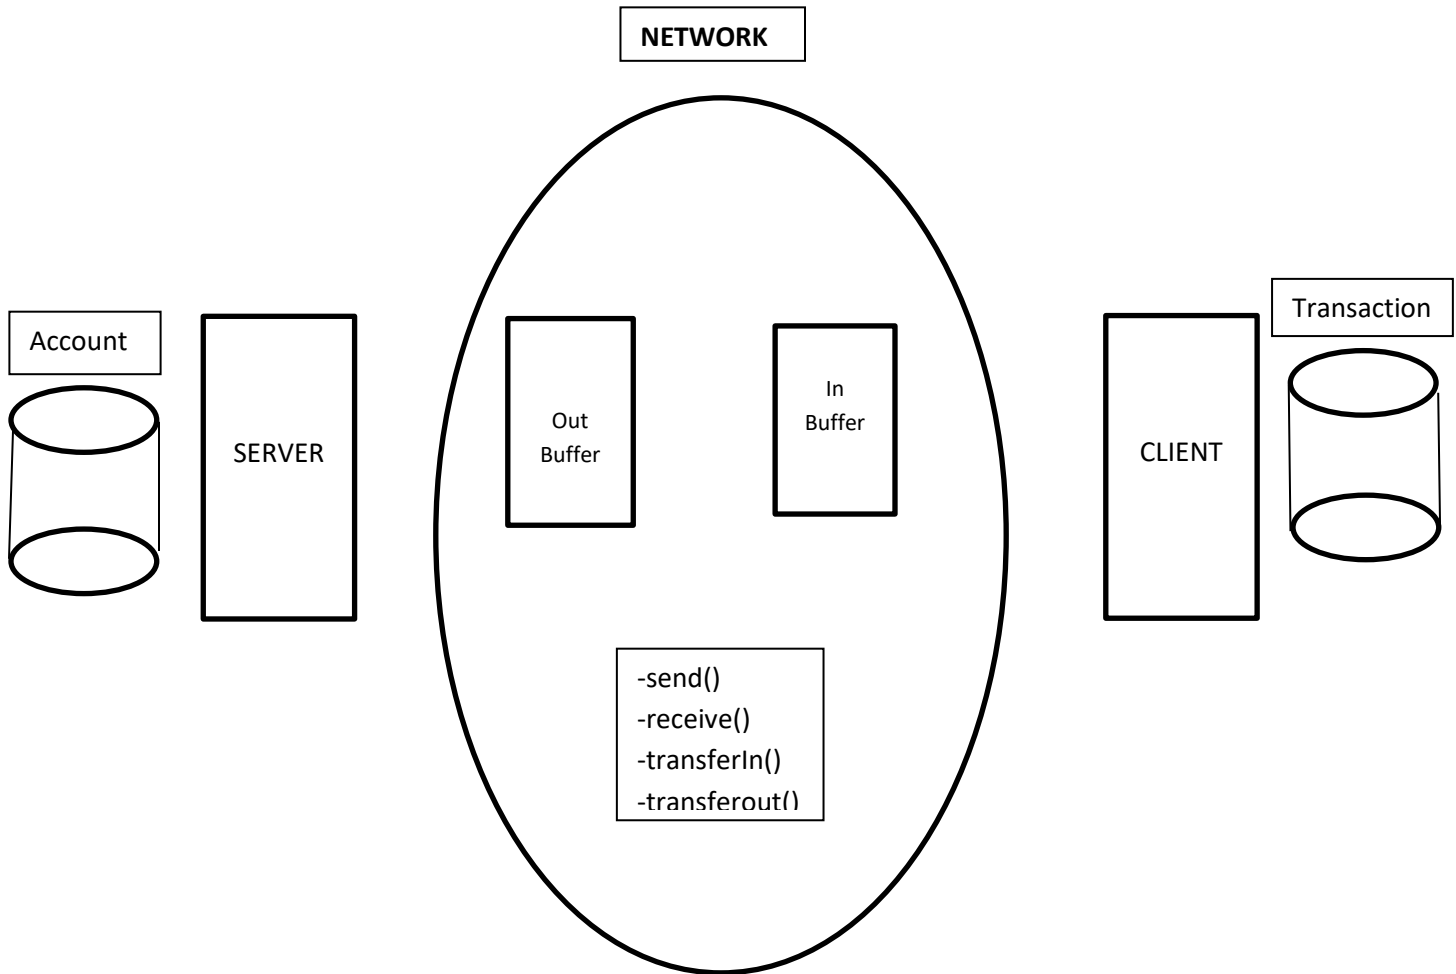 NETWORK
Account
SERVER
Out
Buffer
In
Buffer
CLIENT
Transaction
-send()
-receive()
-transferIn()
-transferout()